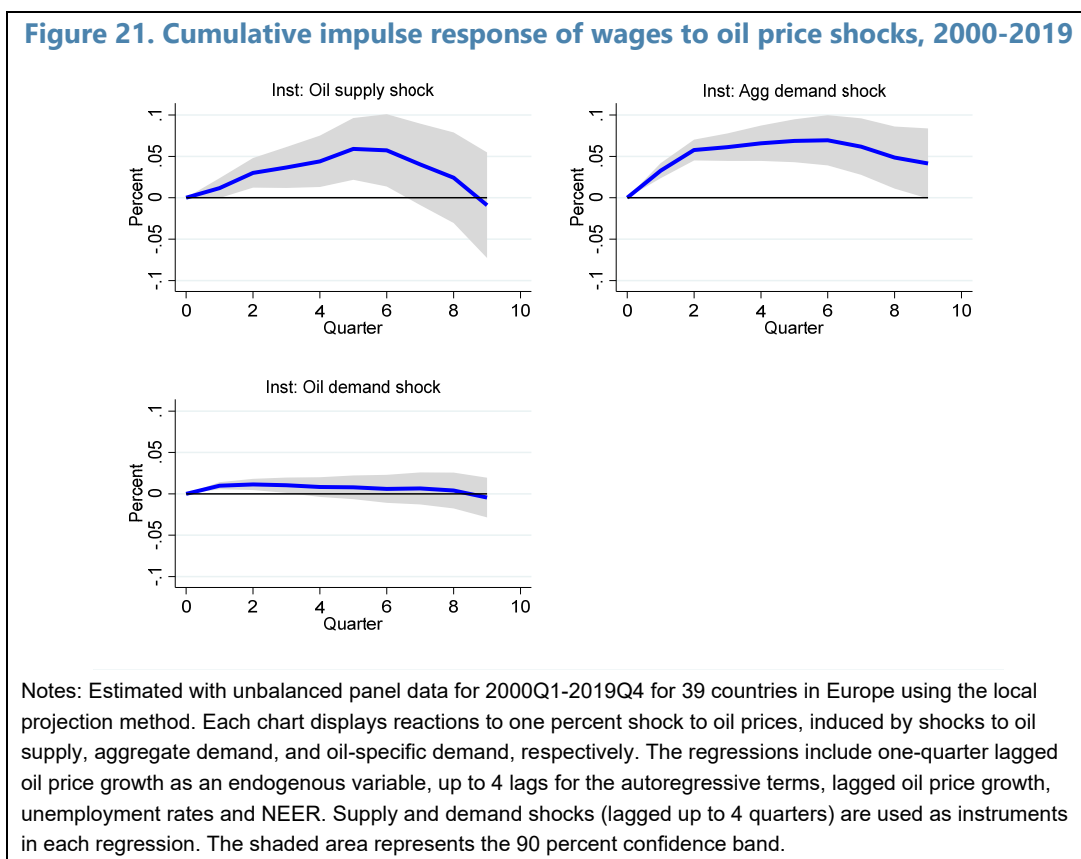 Figure 21. Cumulative impulse response of wages to oil price shocks, 2000-2019
Inst: Oil supply shock
Percent
.1
.05
0
-.05
-.1
0 2 4 6 8 10
Quarter
Inst: Agg demand shock
Percent
.1
.05
0
-.05
-.1
0 2 4 6 8 10
Quarter
Inst: Oil demand shock
Percent
.1
.05
0
-.05
-.1
0 2 4 6 8 10
Quarter
Notes: Estimated with unbalanced panel data for 2000Q1-2019Q4 for 39 countries in Europe using the local
projection method. Each chart displays reactions to one percent shock to oil prices, induced by shocks to oil
supply, aggregate demand, and oil-specific demand, respectively. The regressions include one-quarter lagged
oil price growth as an endogenous variable, up to 4 lags for the autoregressive terms, lagged oil price growth,
unemployment rates and NEER. Supply and demand shocks (lagged up to 4 quarters) are used as instruments
in each regression. The shaded area represents the 90 percent confidence band.